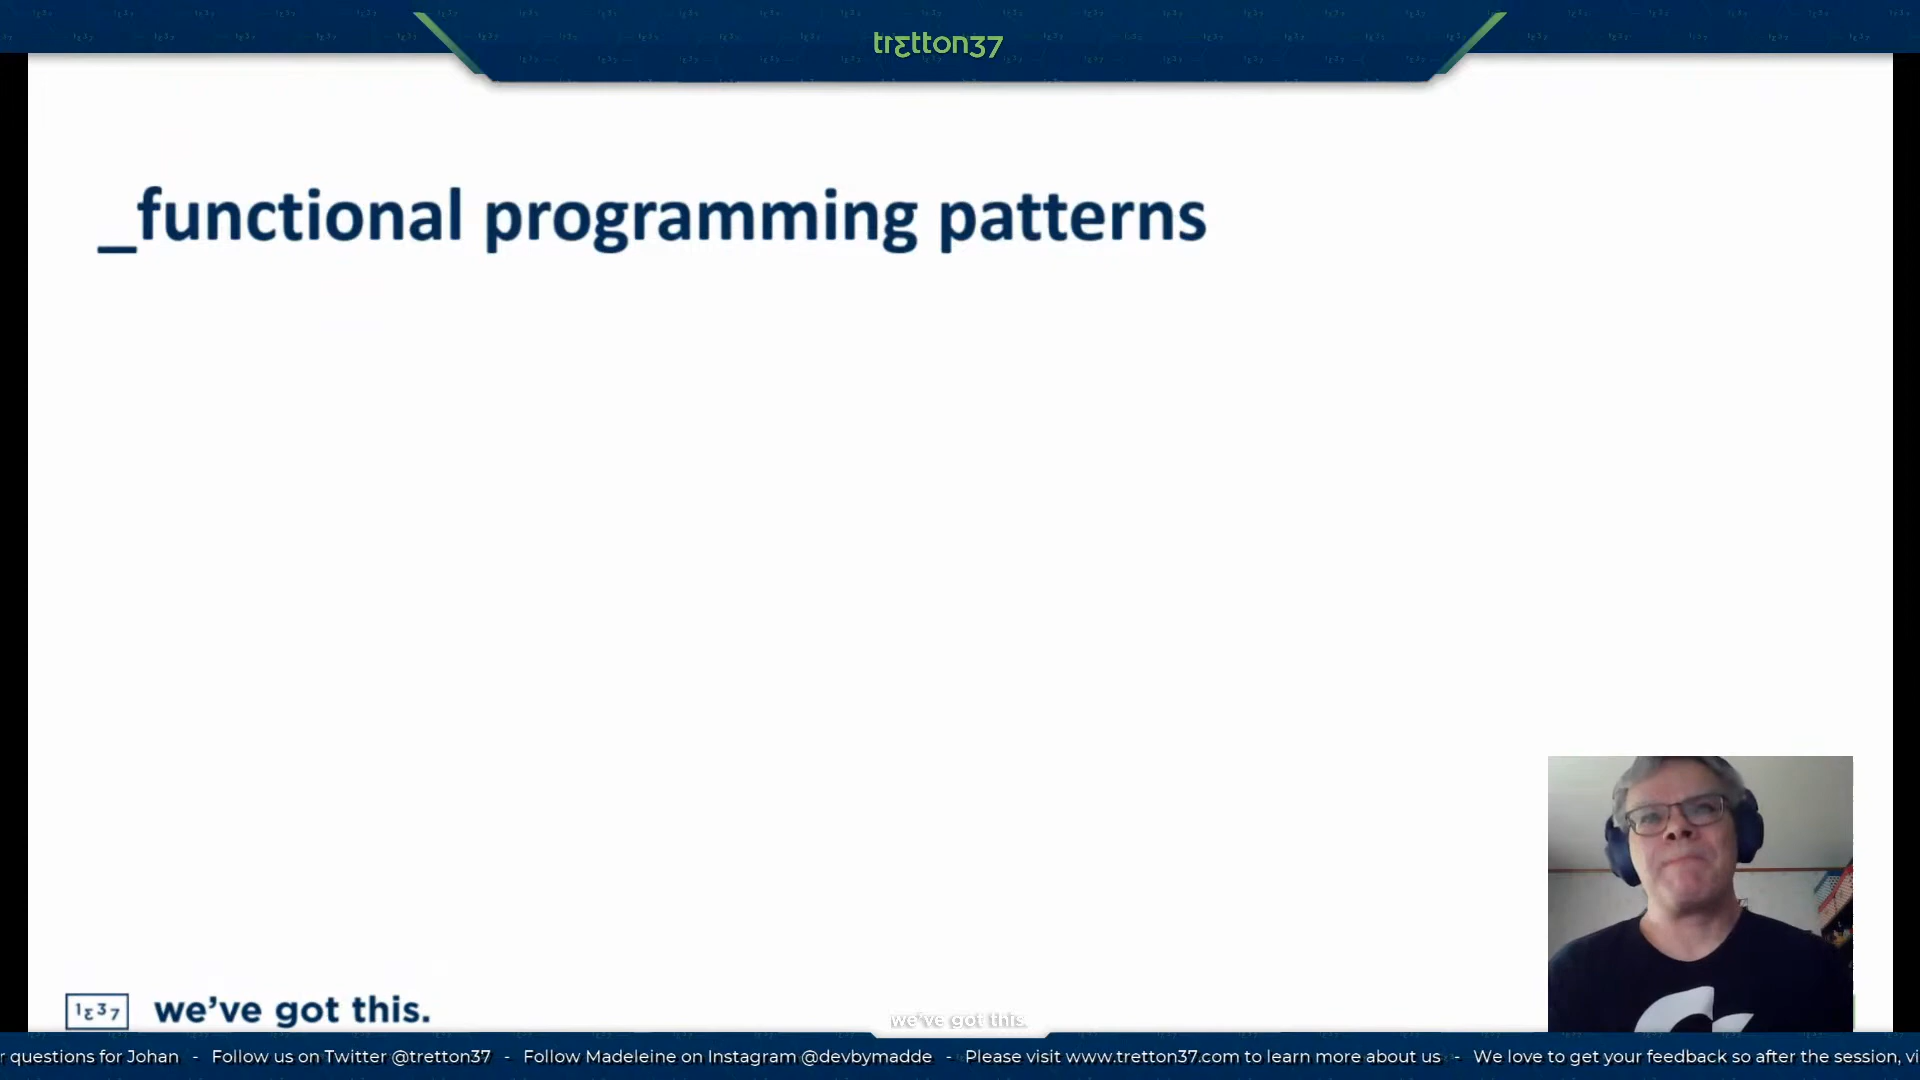 trεtton37
_functional programming patterns
1ε37 we've got this.
we've got this.
r questions for Johan - Follow us on Twitter @tretton37 - Follow Madeleine on Instagram @devbymadde - Please visit www.tretton37.com to learn more about us - We love to get your feedback so after the session, vi